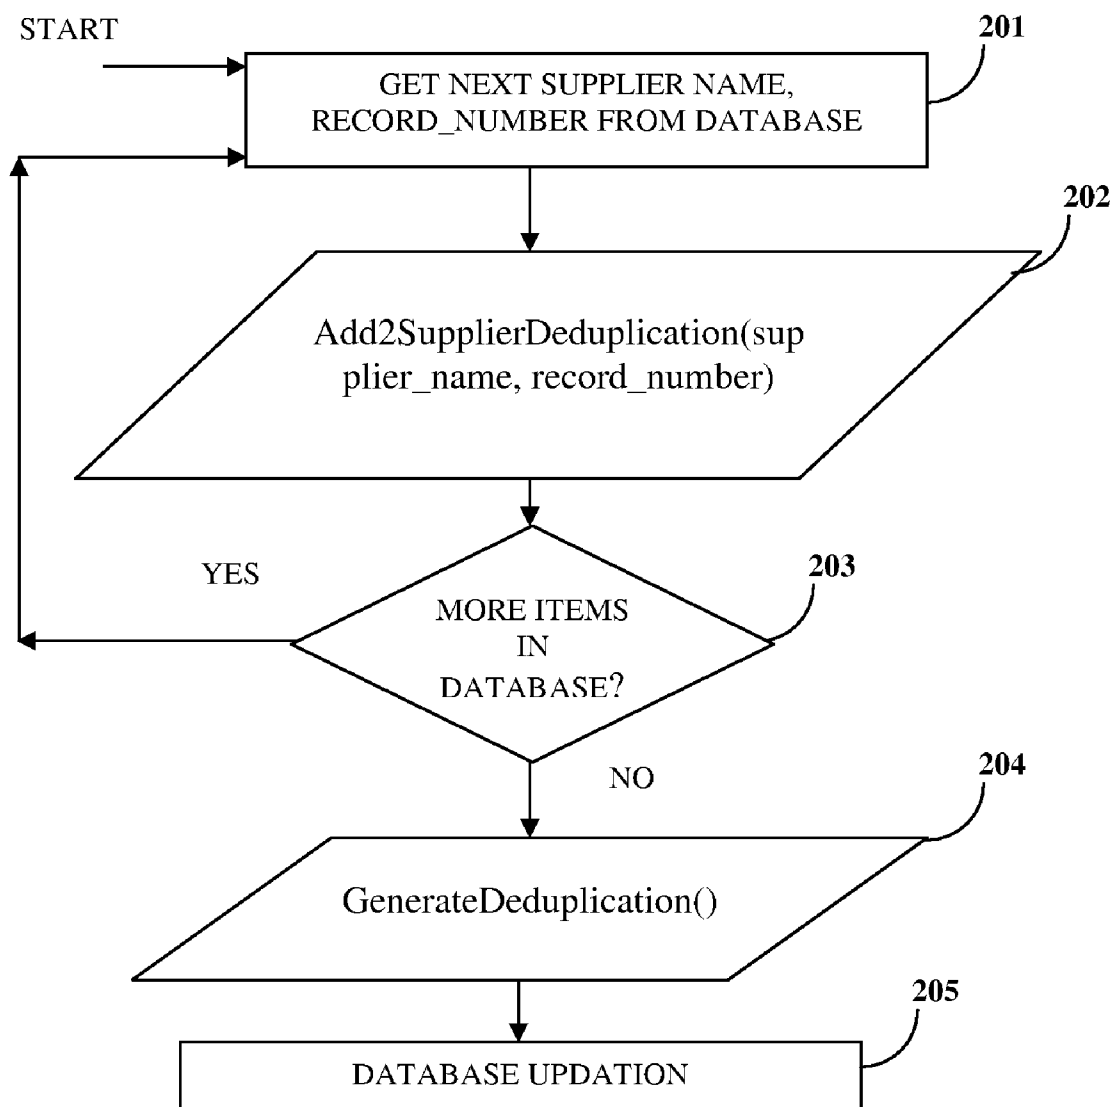 START
201
GET NEXT SUPPLIER NAME,
RECORD_NUMBER FROM DATABASE
202
Add2SupplierDeduplication(sup
plier_name, record_number)
YES
203
MORE ITEMS
IN
DATABASE?
NO
204
GenerateDeduplication()
205
DATABASE UPDATION